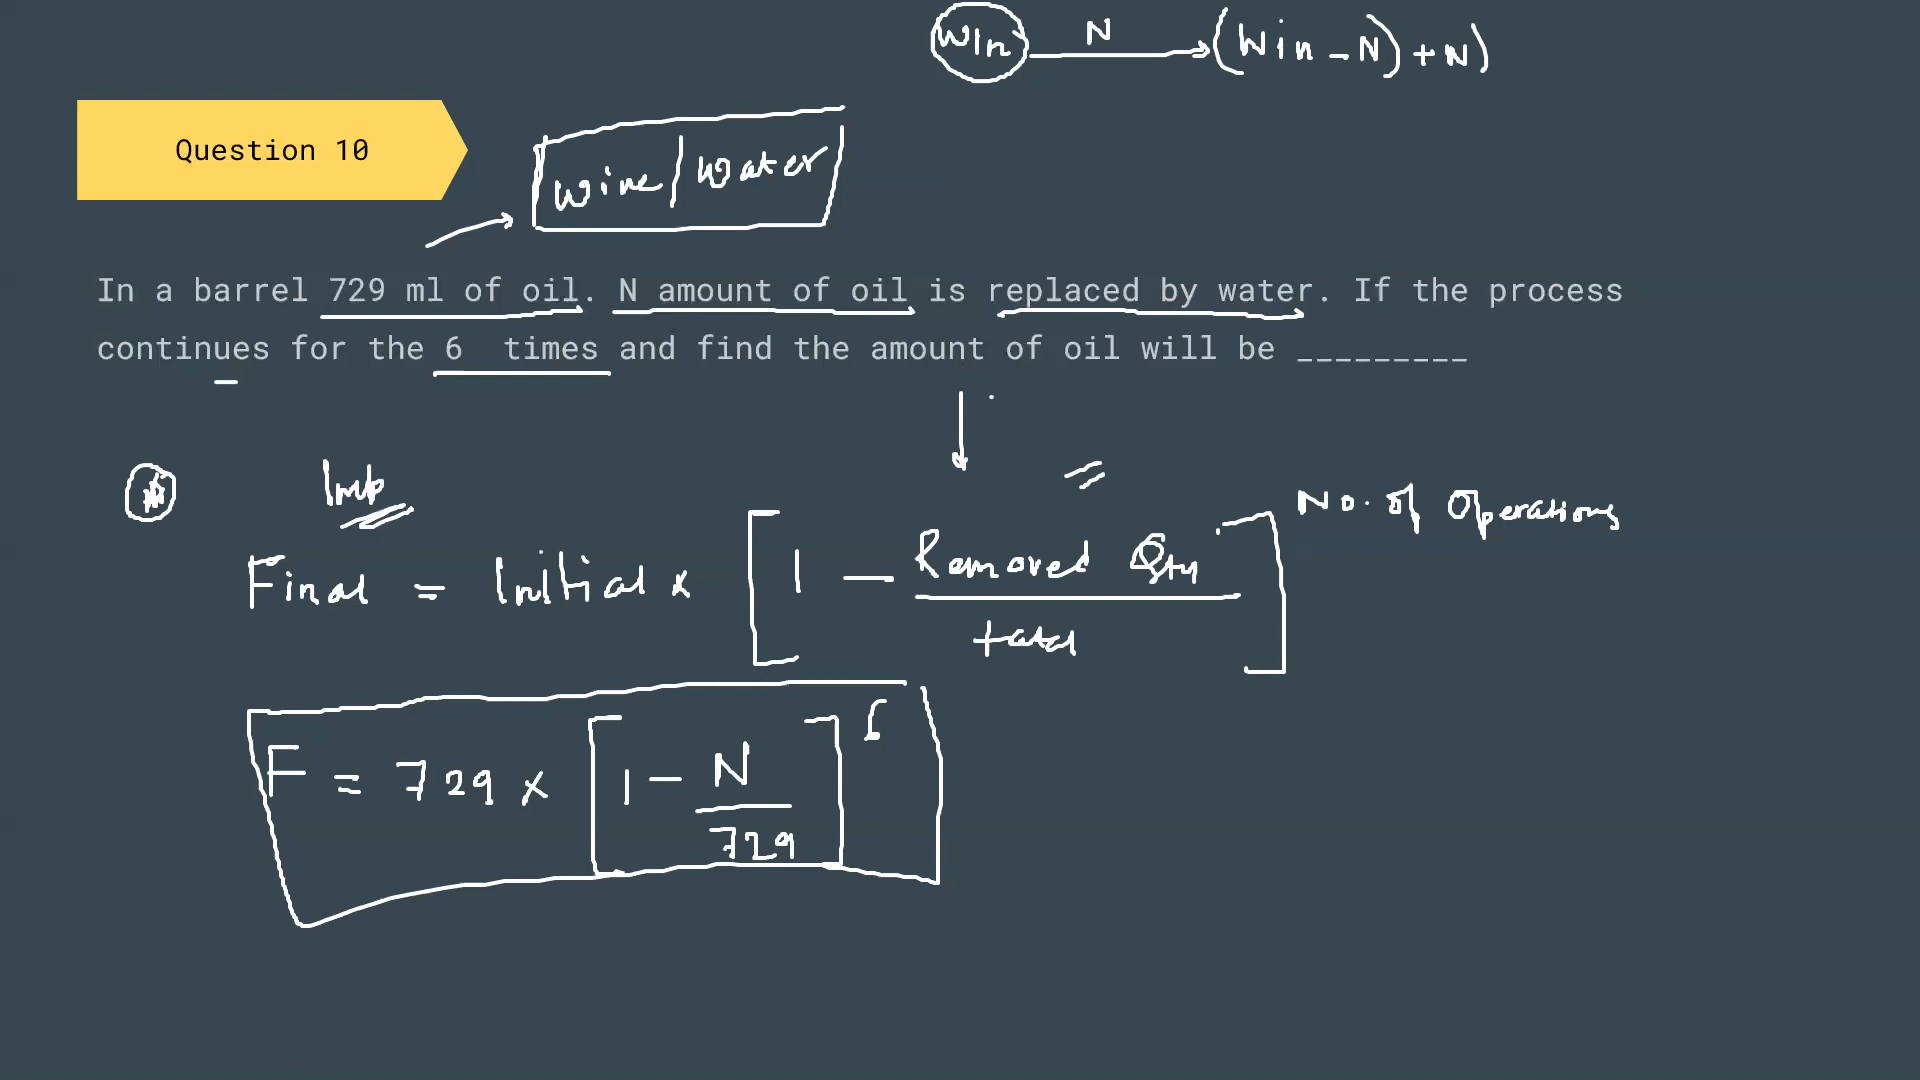 Win N (Win - N) + N)
Question 10
Wine / Water
In a barrel 729 ml of oil. N amount of oil is replaced by water. If the process
continues for the 6 times and find the amount of oil will be _________
Imp
Final = Initial x [1 - Removed Qty / total] No. of Operations
F = 729 x [1 - N / 729] 6